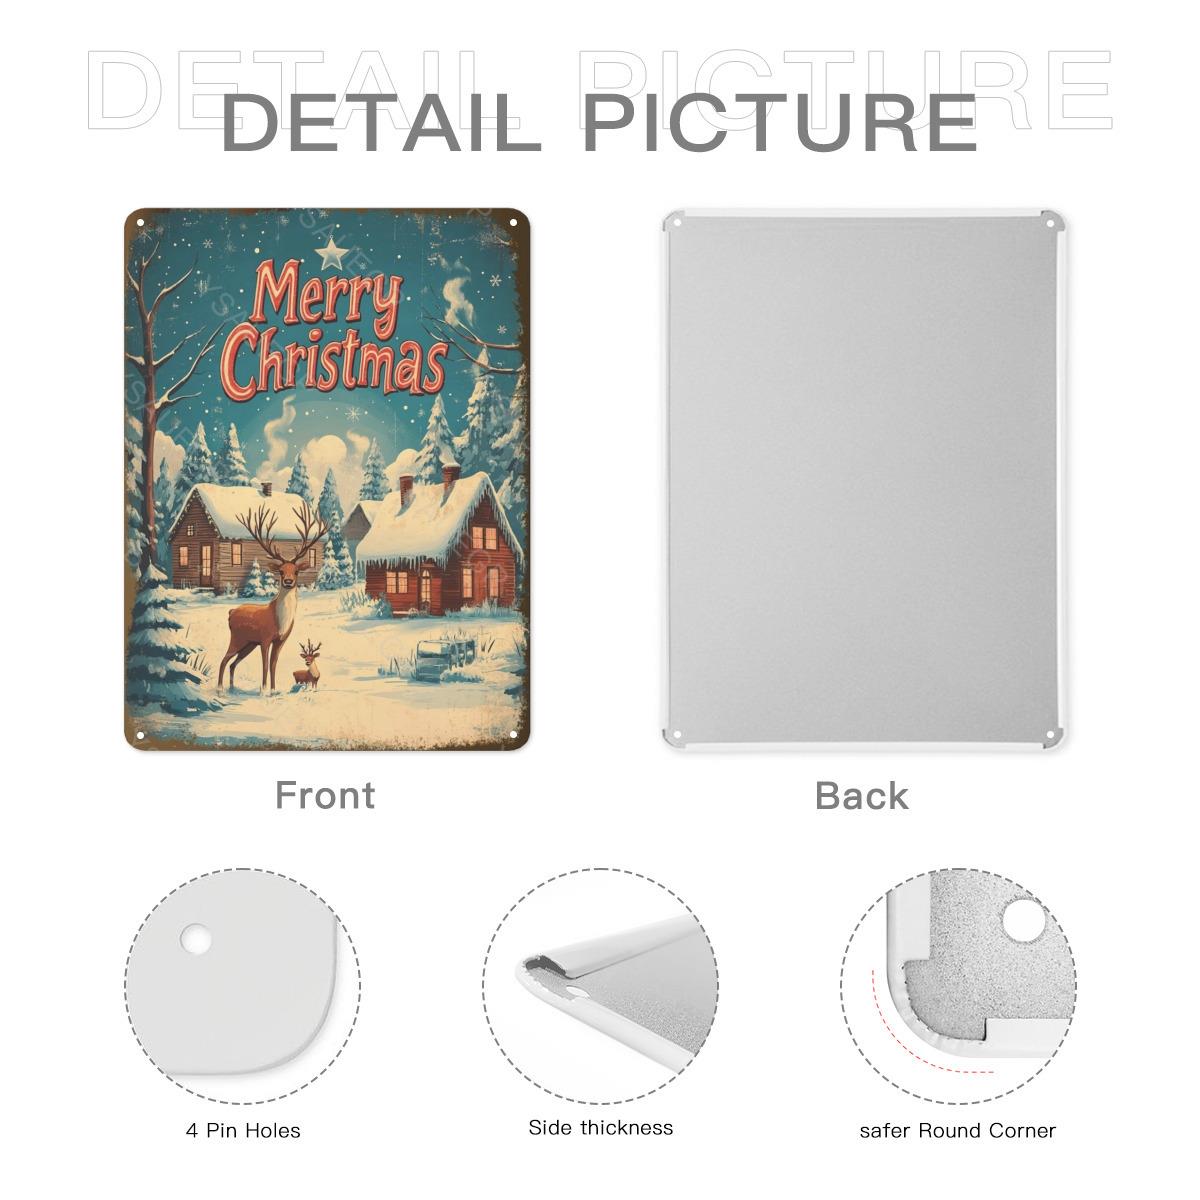 DETAIL PICTURE
DETAIL PICTURE
Merry
Christmas
Front
Back
4 Pin Holes
Side thickness
safer Round Corner